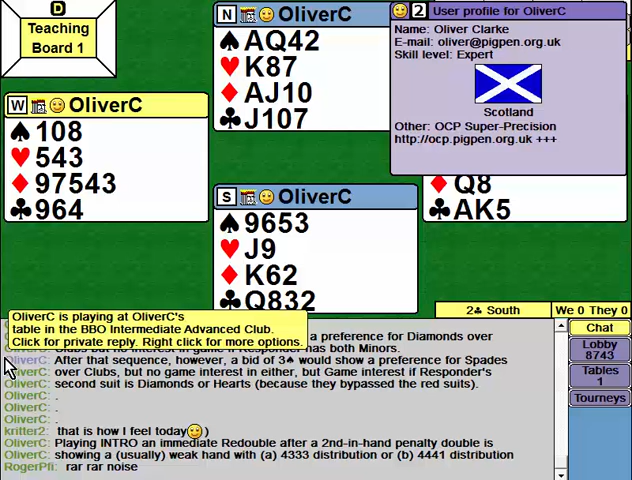 D
Teaching
Board 1
N OliverC
♠AQ42
♥K87
♦AJ10
♣J107
2 User profile for OliverC
Name: Oliver Clarke
E-mail: oliver@pigpen.org.uk
Skill level: Expert
Scotland
Other: OCP Super-Precision
http://ocp.pigpen.org.uk +++
W OliverC
♠108
♥543
♦97543
♣964
♦Q8
♣AK5
S OliverC
♠9653
♥J9
♦K62
♣Q832
2♣ South
We 0 They 0
OliverC is playing at OliverC's
table in the BBO Intermediate Advanced Club.
Click for private reply. Right click for more options.
a preference for Diamonds over
has both Minors.
OliverC: After that sequence, however, a bid of 3♠ would show a preference for Spades
OliverC: over Clubs, but no game interest in either, but Game interest if Responder's
OliverC: second suit is Diamonds or Hearts (because they bypassed the red suits).
OliverC: .
OliverC: .
OliverC: .
kritter2: that is how I feel today )
OliverC: Playing INTRO an immediate Redouble after a 2nd-in-hand penalty double is
OliverC: showing a (usually) weak hand with (a) 4333 distribution or (b) 4441 distribution
RogerPfi: rar rar noise
Chat
Lobby
8743
Tables
1
Tourneys